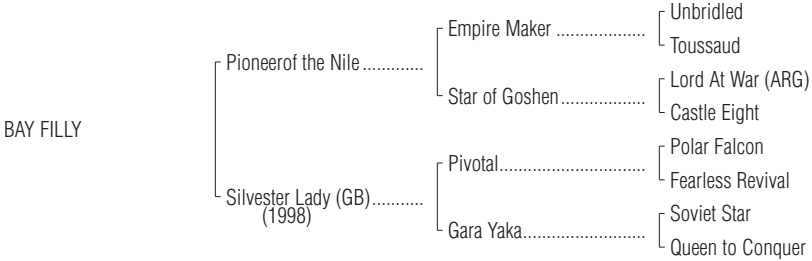 Unbridled
Empire Maker ....................
Toussaud
Pioneerof the Nile .............
Lord At War (ARG)
Star of Goshen...................
Castle Eight
BAY FILLY
Polar Falcon
Pivotal.................................
Fearless Revival
Silvester Lady (GB)...........
(1998)
Soviet Star
Gara Yaka...........................
Queen to Conquer